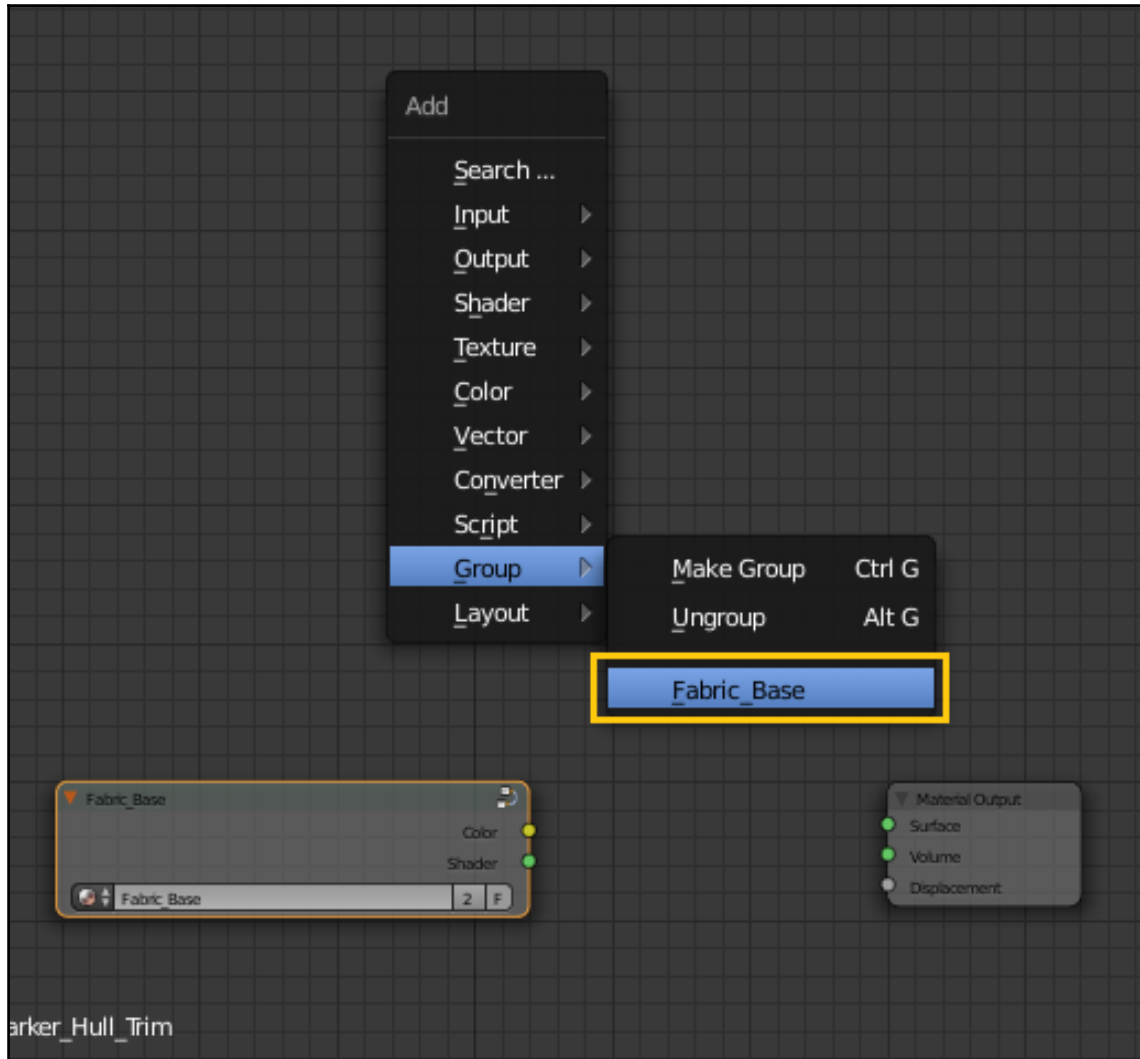 Add
Search ...
Input
Output
Shader
Texture
Color
Vector
Converter
Script
Group
Layout
Make Group Ctrl G
Ungroup Alt G
Fabric_Base
Fabric_Base
Color
Shader
Fabric_Base 2 F
Material Output
Surface
Volume
Displacement
arker_Hull_Trim